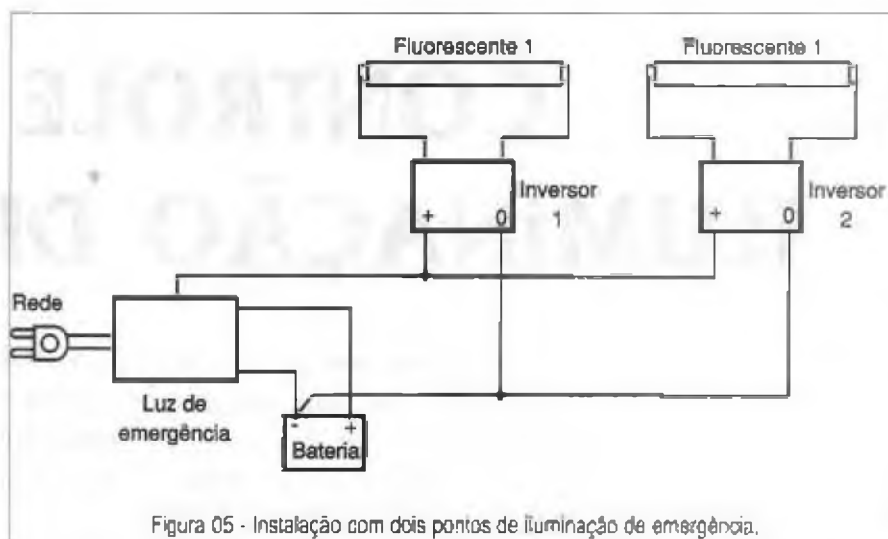 Fluorescente 1
Fluorescente 1
Inversor
1
+ 0
Inversor
2
+ 0
Rede
Luz de
emergência
- +
Bateria
Figura 05 - Instalação com dois pontos de iluminação de emergência.